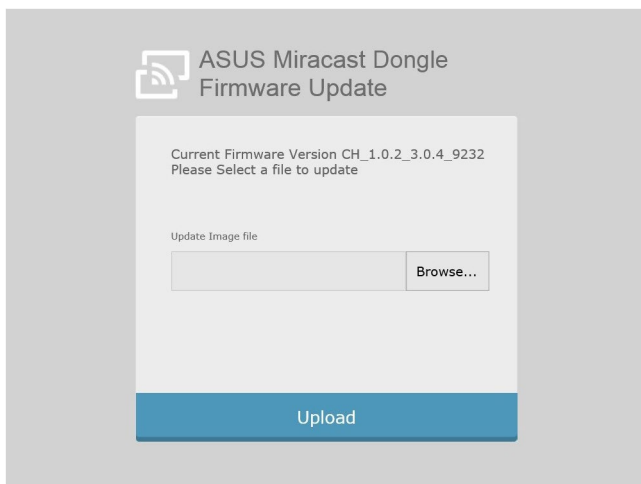 ASUS Miracast Dongle
Firmware Update
Current Firmware Version CH_1.0.2_3.0.4_9232
Please Select a file to update
Update Image file
Browse...
Upload